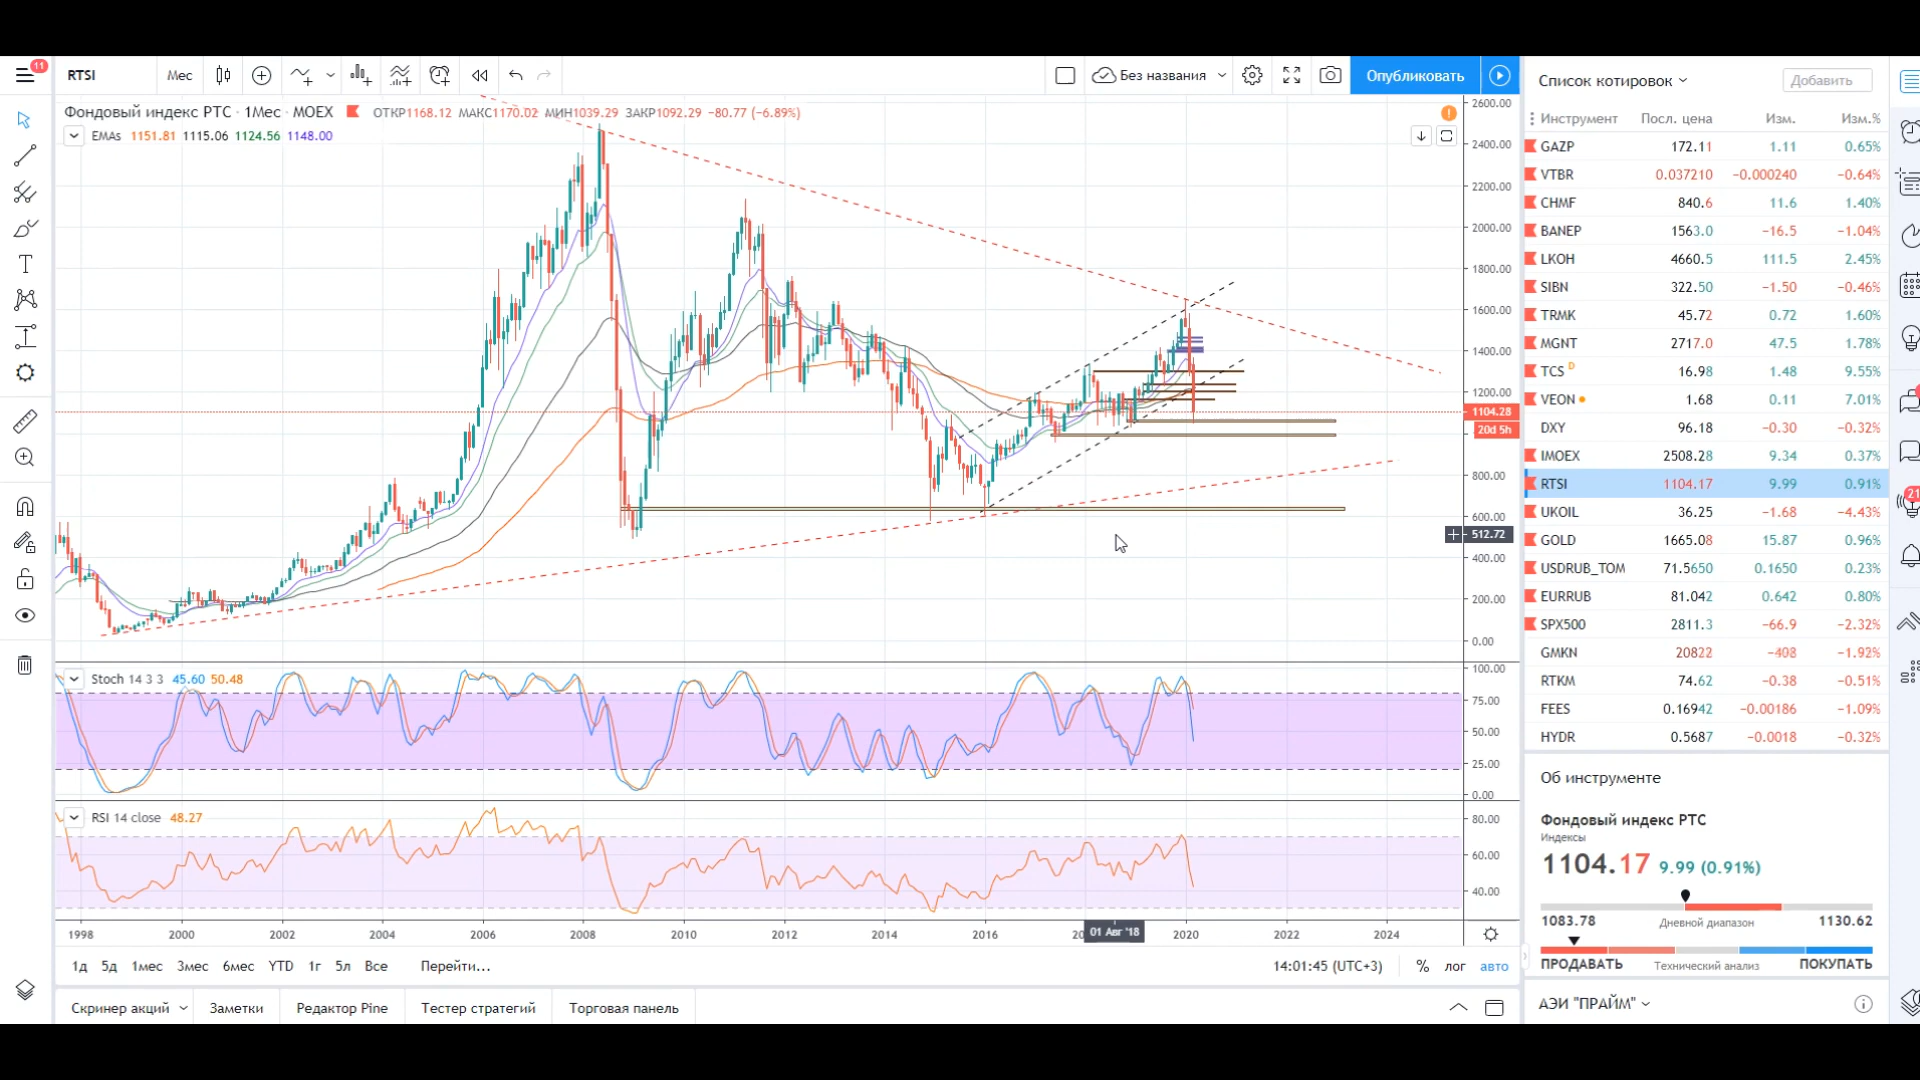 11
RTSI
Мес
Без названия
Опубликовать
Фондовый индекс РТС · 1Мес · MOEX ОТКР1168.12 МАКС1170.02 МИН1039.29 ЗАКР1092.29 −80.77 (−6.89%)
EMAs 1151.81 1115.06 1124.56 1148.00
2600.00
2400.00
2200.00
2000.00
1800.00
1600.00
1400.00
1200.00
1104.28
20d 5h
800.00
600.00
512.72
400.00
200.00
0.00
Stoch 14 3 3 45.60 50.48
100.00
75.00
50.00
25.00
0.00
RSI 14 close 48.27
80.00
60.00
40.00
1998 2000 2002 2004 2006 2008 2010 2012 2014 2016 01 Авг '18 2020 2022 2024
1д 5д 1мес 3мес 6мес YTD 1г 5л Все Перейти... 14:01:45 (UTC+3) % лог авто
Скринер акций Заметки Редактор Pine Тестер стратегий Торговая панель
Список котировок Добавить
Инструмент Посл. цена Изм. Изм.%
GAZP 172.11 1.11 0.65%
VTBR 0.037210 −0.000240 −0.64%
CHMF 840.6 11.6 1.40%
BANEP 1563.0 −16.5 −1.04%
LKOH 4660.5 111.5 2.45%
SIBN 322.50 −1.50 −0.46%
TRMK 45.72 0.72 1.60%
MGNT 2717.0 47.5 1.78%
TCS D 16.98 1.48 9.55%
VEON 1.68 0.11 7.01%
DXY 96.18 −0.30 −0.32%
IMOEX 2508.28 9.34 0.37%
RTSI 1104.17 9.99 0.91%
UKOIL 36.25 −1.68 −4.43%
GOLD 1665.08 15.87 0.96%
USDRUB_TOM 71.5650 0.1650 0.23%
EURRUB 81.042 0.642 0.80%
SPX500 2811.3 −66.9 −2.32%
GMKN 20822 −408 −1.92%
RTKM 74.62 −0.38 −0.51%
FEES 0.16942 −0.00186 −1.09%
HYDR 0.5687 −0.0018 −0.32%
Об инструменте
Фондовый индекс РТС
Индексы
1104.17 9.99 (0.91%)
1083.78 Дневной диапазон 1130.62
ПРОДАВАТЬ Технический анализ ПОКУПАТЬ
АЭИ "ПРАЙМ"